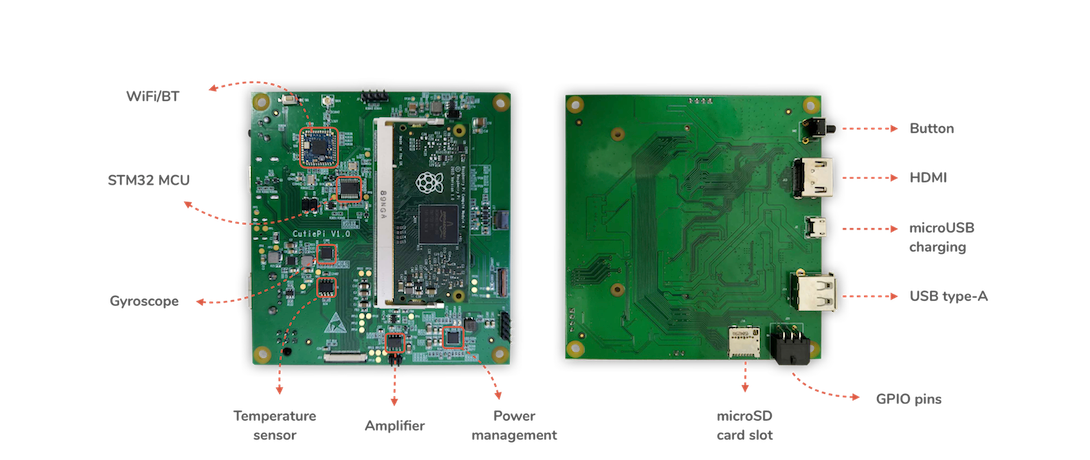 WiFi/BT
STM32 MCU
Gyroscope
Temperature
sensor
Amplifier
Power
management
CutiePi V1.0
89NGA
Button
HDMI
microUSB
charging
USB type-A
GPIO pins
microSD
card slot